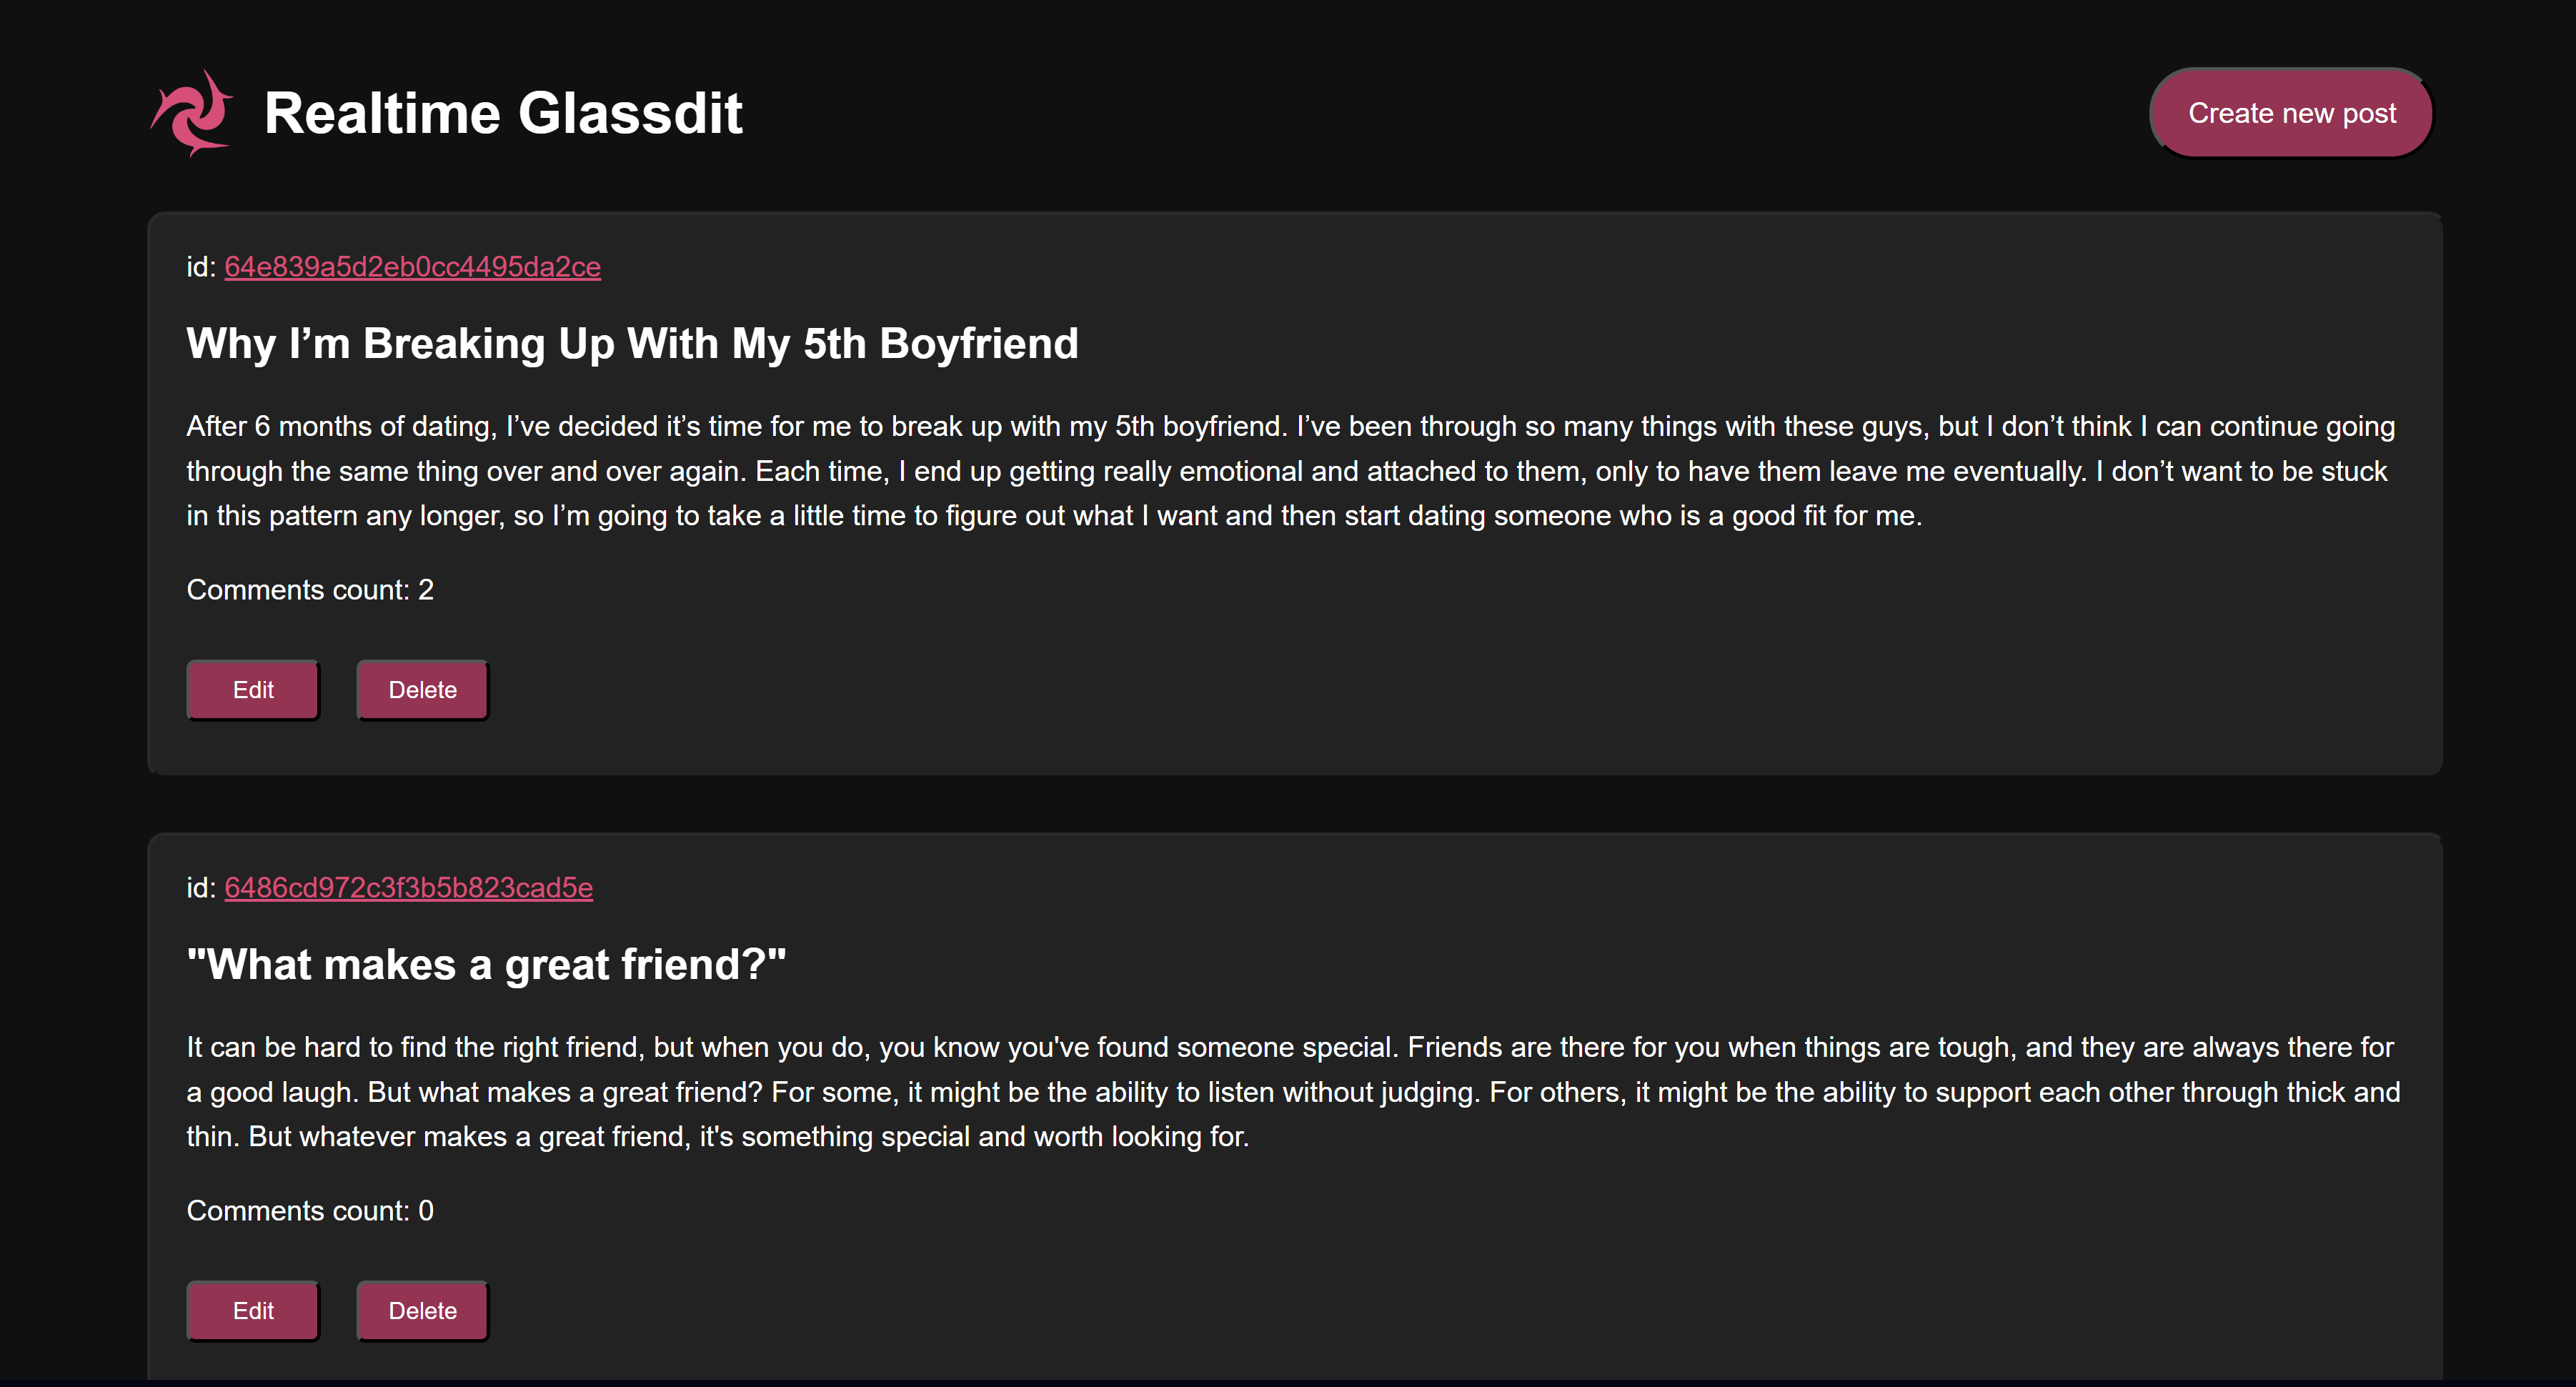 Realtime Glassdit
Create new post
id: 64e839a5d2eb0cc4495da2ce
Why I’m Breaking Up With My 5th Boyfriend
After 6 months of dating, I’ve decided it’s time for me to break up with my 5th boyfriend. I’ve been through so many things with these guys, but I don’t think I can continue going
through the same thing over and over again. Each time, I end up getting really emotional and attached to them, only to have them leave me eventually. I don’t want to be stuck
in this pattern any longer, so I’m going to take a little time to figure out what I want and then start dating someone who is a good fit for me.
Comments count: 2
Edit
Delete
id: 6486cd972c3f3b5b823cad5e
"What makes a great friend?"
It can be hard to find the right friend, but when you do, you know you've found someone special. Friends are there for you when things are tough, and they are always there for
a good laugh. But what makes a great friend? For some, it might be the ability to listen without judging. For others, it might be the ability to support each other through thick and
thin. But whatever makes a great friend, it's something special and worth looking for.
Comments count: 0
Edit
Delete